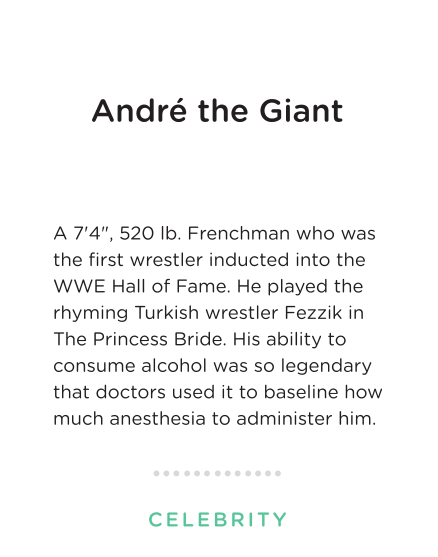 André the Giant
A 7'4", 520 lb. Frenchman who was
the first wrestler inducted into the
WWE Hall of Fame. He played the
rhyming Turkish wrestler Fezzik in
The Princess Bride. His ability to
consume alcohol was so legendary
that doctors used it to baseline how
much anesthesia to administer him.
CELEBRITY